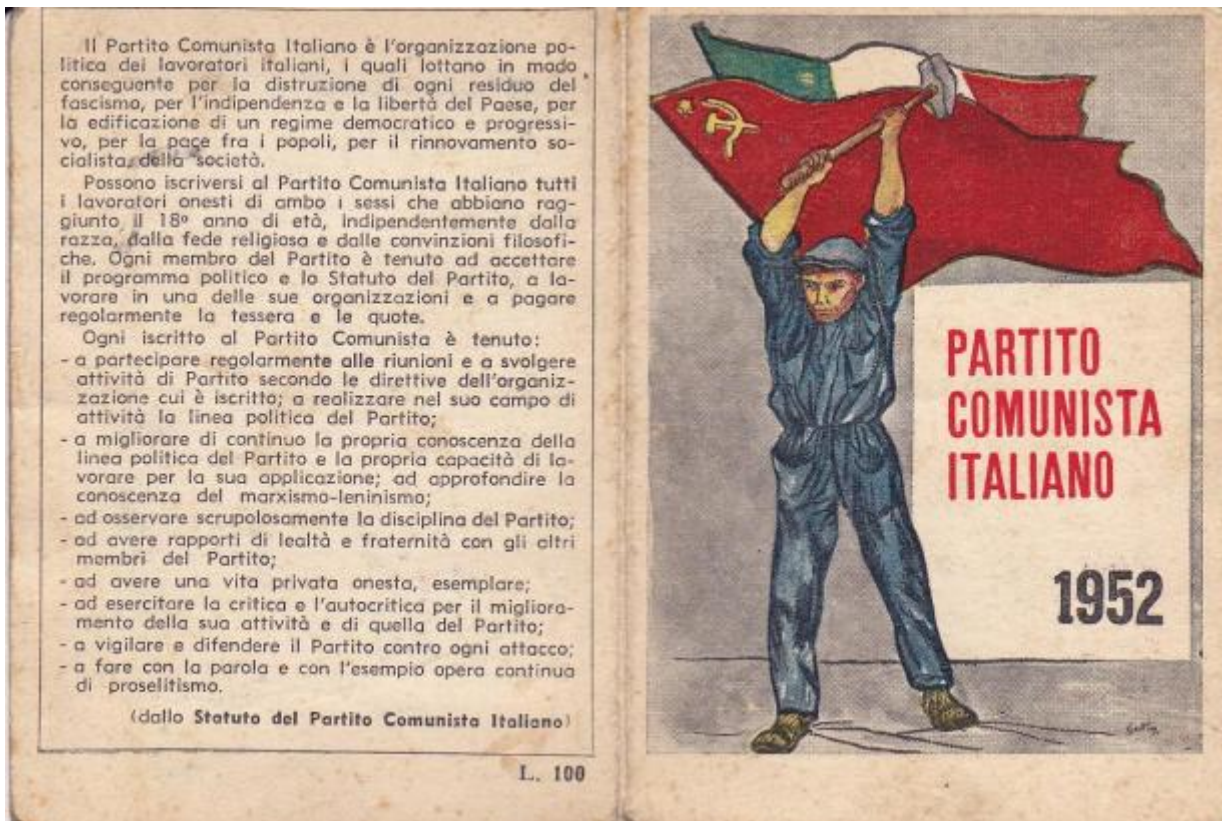 Il Partito Comunista Italiano è l'organizzazione po-
litica dei lavoratori italiani, i quali lottano in modo
conseguente per la distruzione di ogni residuo del
fascismo, per l'indipendenza e la libertà del Paese, per
la edificazione di un regime democratico e progressi-
vo, per la pace fra i popoli, per il rinnovamento so-
cialista della società.
Possono iscriversi al Partito Comunista Italiano tutti
i lavoratori onesti di ambo i sessi che abbiano rag-
giunto il 18º anno di età, indipendentemente dalla
razza, dalla fede religiosa e dalle convinzioni filosofi-
che. Ogni membro del Partito è tenuto ad accettare
il programma politico e lo Statuto del Partito, a la-
vorare in una delle sue organizzazioni e a pagare
regolarmente la tessera e le quote.
Ogni iscritto al Partito Comunista è tenuto:
- a partecipare regolarmente alle riunioni e a svolgere
attività di Partito secondo le direttive dell'organiz-
zazione cui è iscritto; a realizzare nel suo campo di
attività la linea politica del Partito;
- a migliorare di continuo la propria conoscenza della
linea politica del Partito e la propria capacità di la-
vorare per la sua applicazione; ad approfondire la
conoscenza del marxismo-leninismo;
- ad osservare scrupolosamente la disciplina del Partito;
- ad avere rapporti di lealtà e fraternità con gli altri
membri del Partito;
- ad avere una vita privata onesta, esemplare;
- ad esercitare la critica e l'autocritica per il migliora-
mento della sua attività e di quella del Partito;
- a vigilare e difendere il Partito contro ogni attacco;
- a fare con la parola e con l'esempio opera continua
di proselitismo.
(dallo Statuto del Partito Comunista Italiano)
L. 100
PARTITO
COMUNISTA
ITALIANO
1952